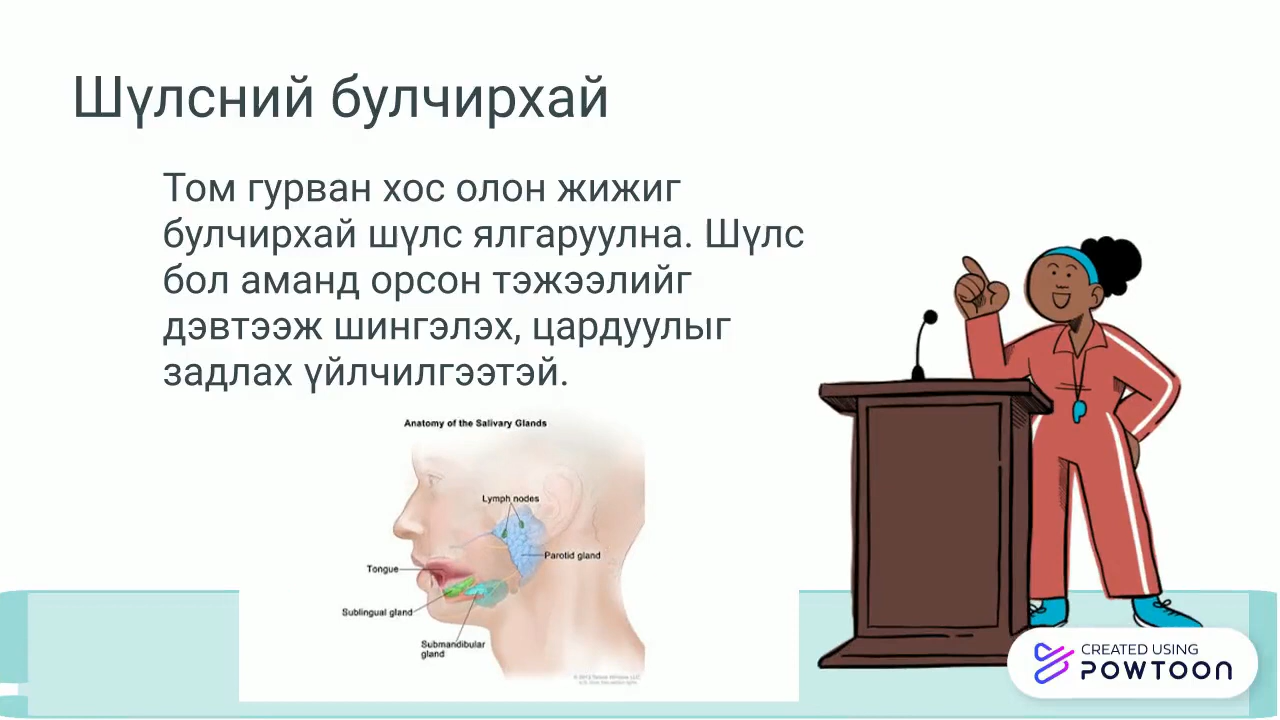 Шүлсний булчирхай
Том гурван хос олон жижиг
булчирхай шүлс ялгаруулна. Шүлс
бол аманд орсон тэжээлийг
дэвтээж шингэлэх, цардуулыг
задлах үйлчилгээтэй.
Anatomy of the Salivary Glands
Lymph nodes
Parotid gland
Tongue
Sublingual gland
Submandibular
gland
CREATED USING
POWTOON